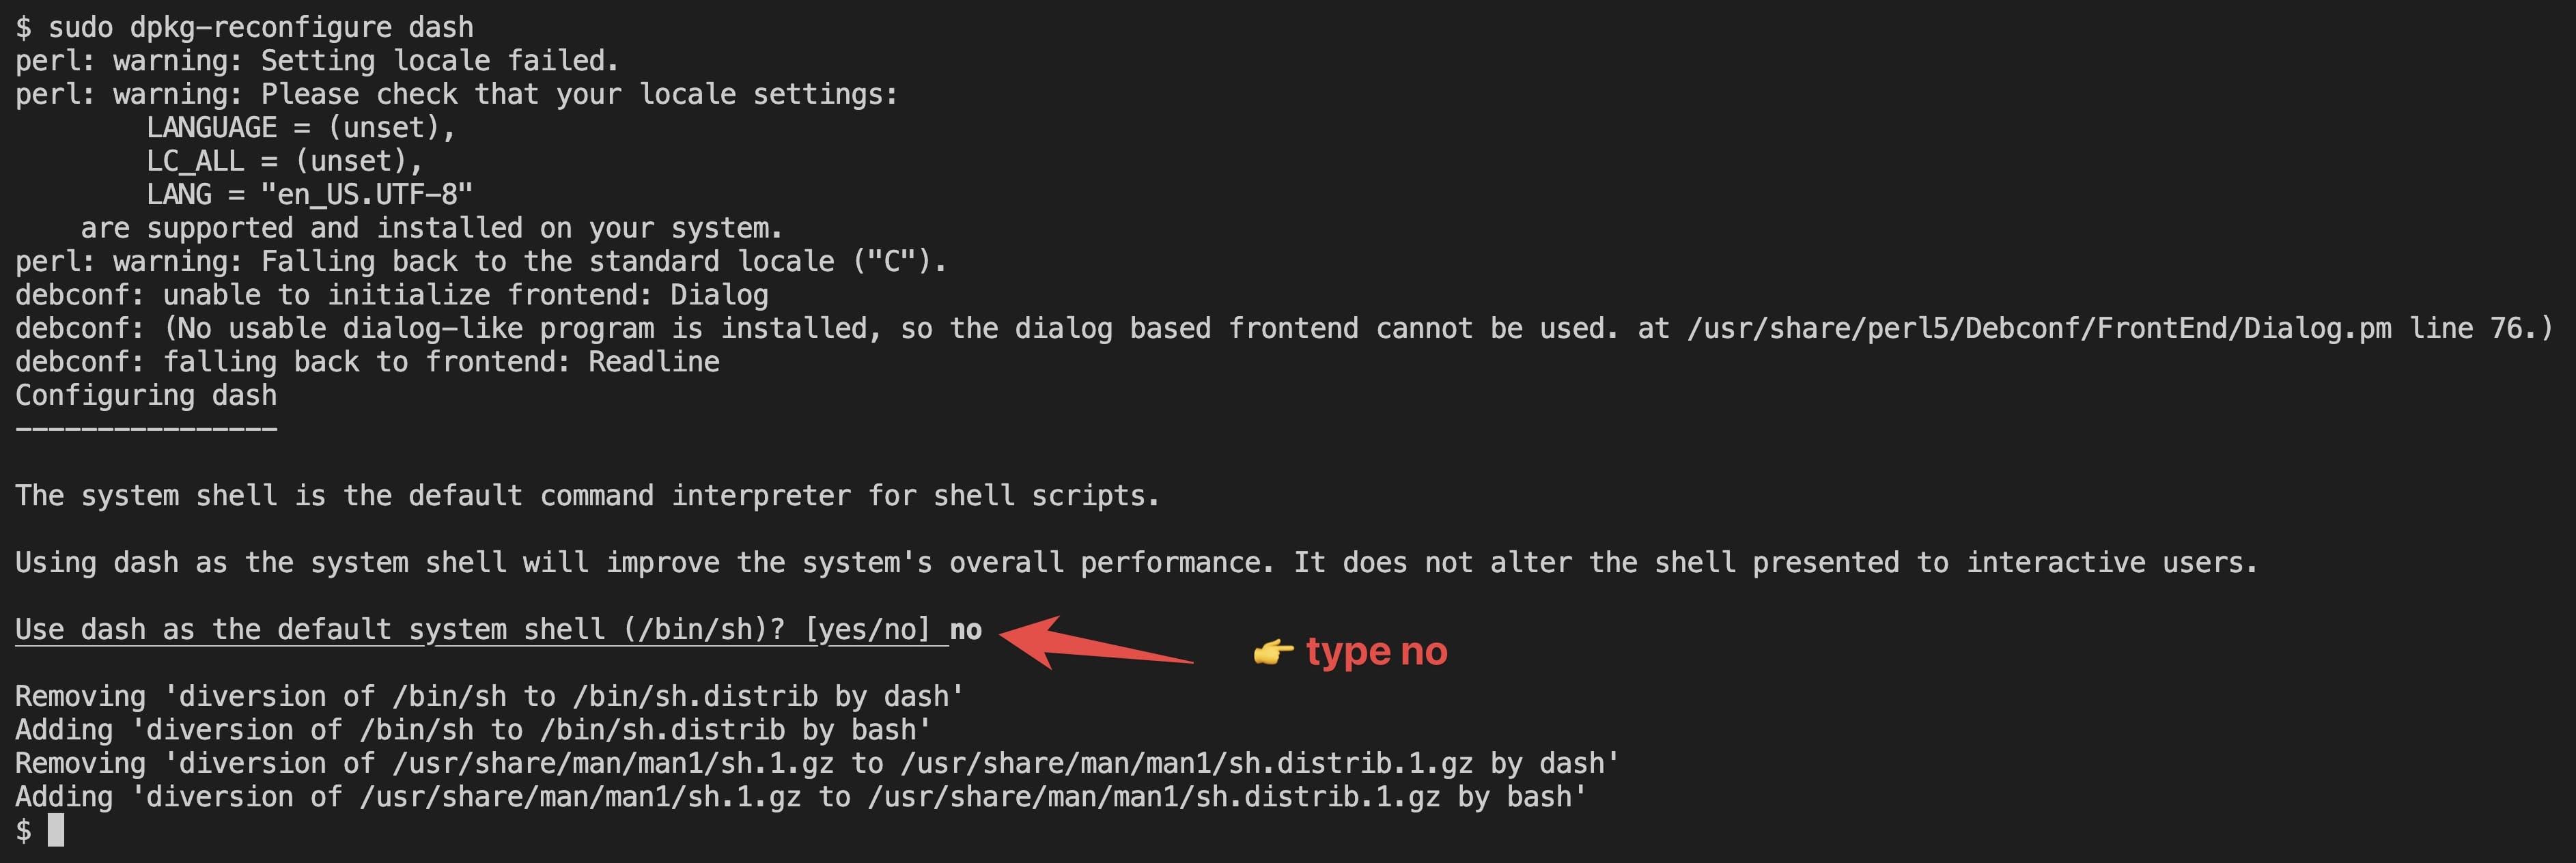 $ sudo dpkg-reconfigure dash
perl: warning: Setting locale failed.
perl: warning: Please check that your locale settings:
        LANGUAGE = (unset),
        LC_ALL = (unset),
        LANG = "en_US.UTF-8"
    are supported and installed on your system.
perl: warning: Falling back to the standard locale ("C").
debconf: unable to initialize frontend: Dialog
debconf: (No usable dialog-like program is installed, so the dialog based frontend cannot be used. at /usr/share/perl5/Debconf/FrontEnd/Dialog.pm line 76.)
debconf: falling back to frontend: Readline
Configuring dash
----------------
The system shell is the default command interpreter for shell scripts.
Using dash as the system shell will improve the system's overall performance. It does not alter the shell presented to interactive users.
Use dash as the default system shell (/bin/sh)? [yes/no] no
👉 type no
Removing 'diversion of /bin/sh to /bin/sh.distrib by dash'
Adding 'diversion of /bin/sh to /bin/sh.distrib by bash'
Removing 'diversion of /usr/share/man/man1/sh.1.gz to /usr/share/man/man1/sh.distrib.1.gz by dash'
Adding 'diversion of /usr/share/man/man1/sh.1.gz to /usr/share/man/man1/sh.distrib.1.gz by bash'
$